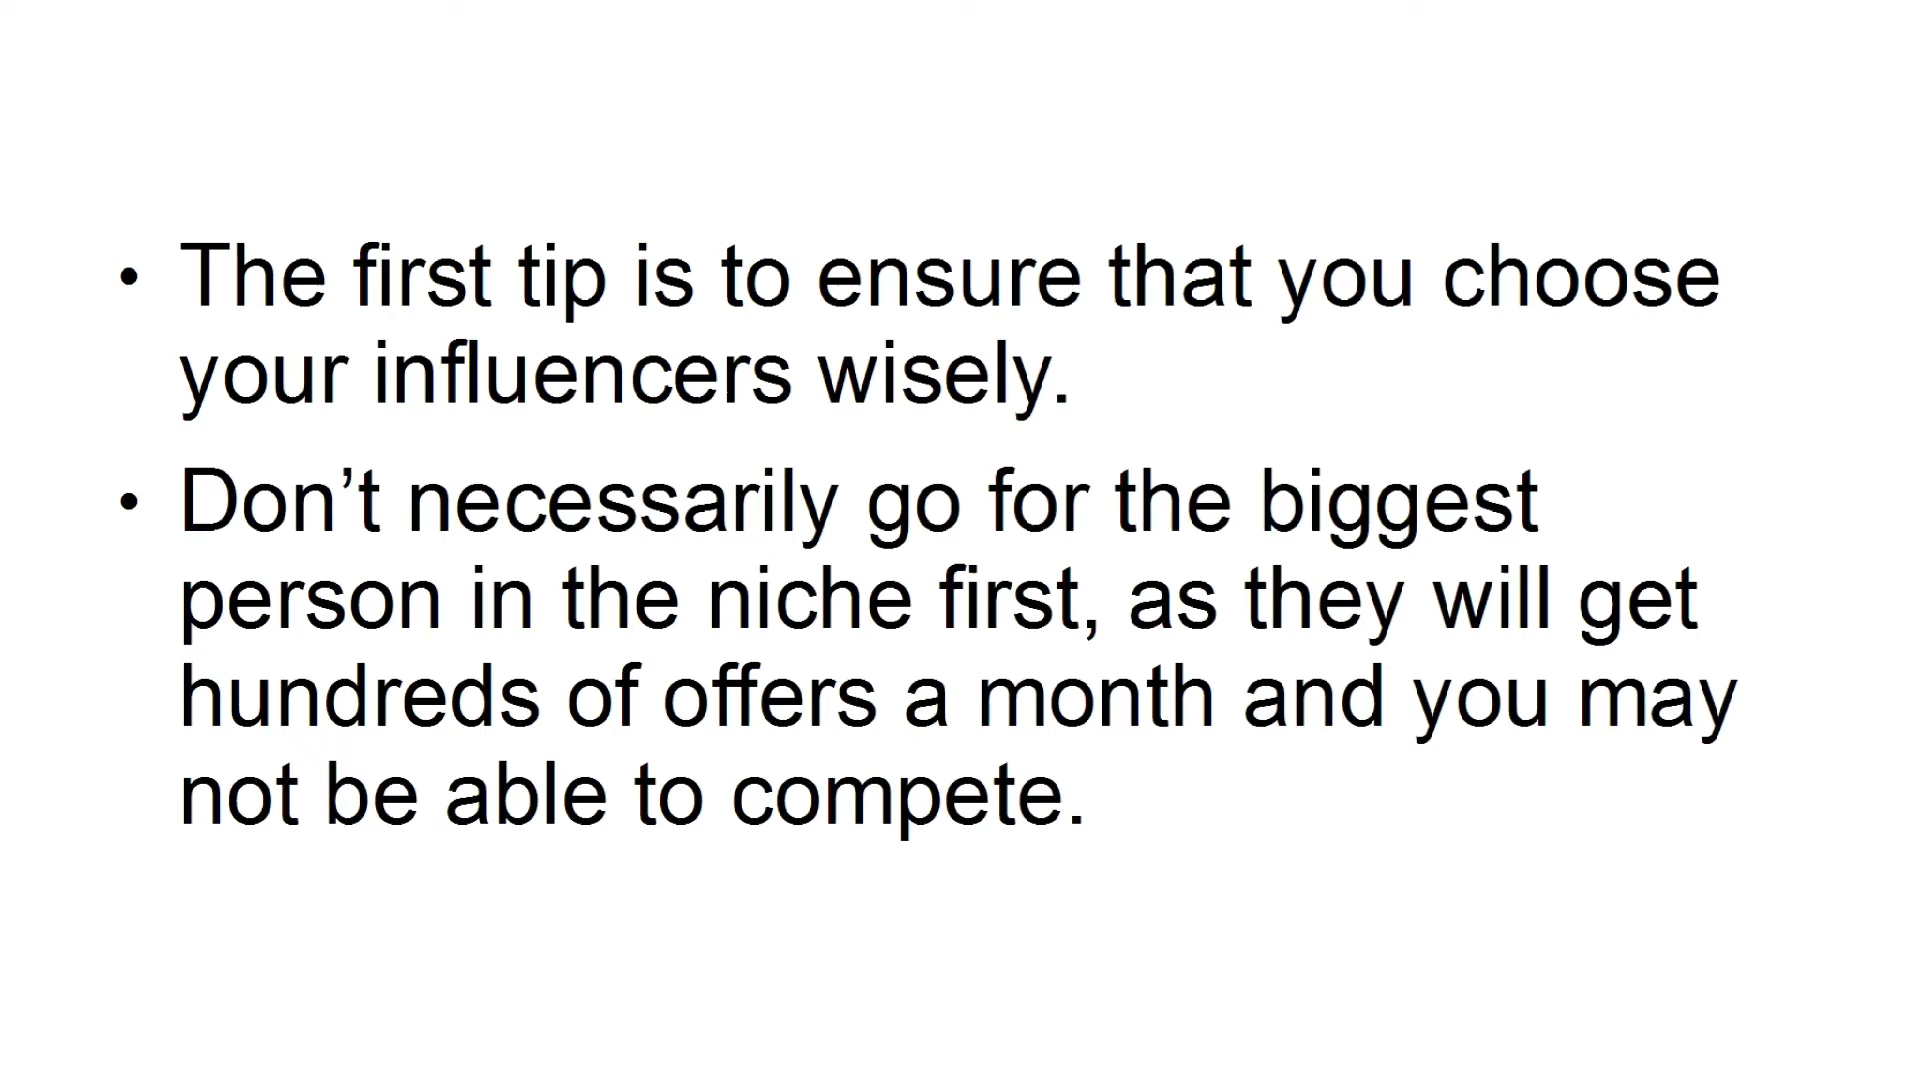 • The first tip is to ensure that you choose
your influencers wisely.
• Don’t necessarily go for the biggest
person in the niche first, as they will get
hundreds of offers a month and you may
not be able to compete.